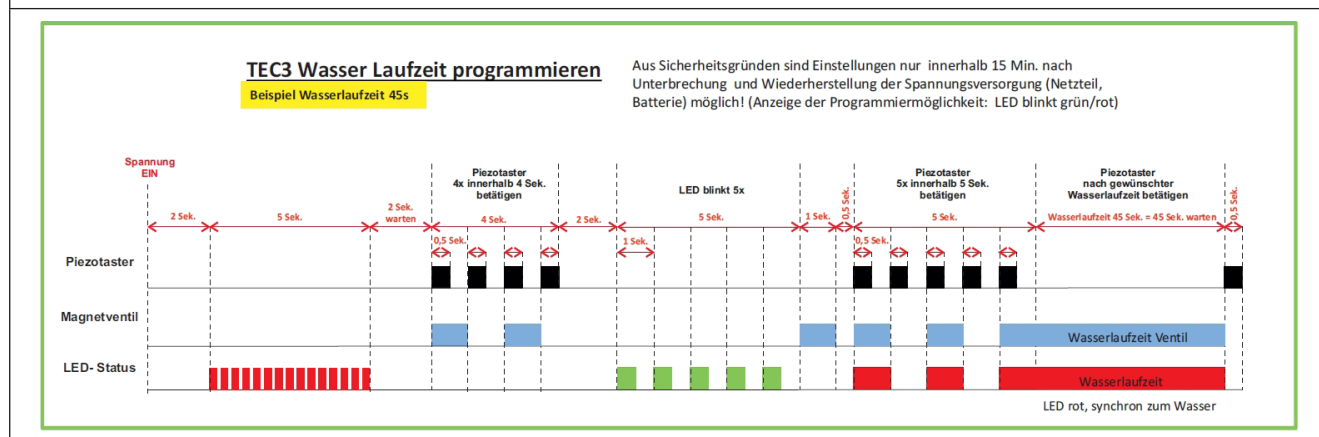 TEC3 Wasser Laufzeit programmieren
Beispiel Wasserlaufzeit 45s
Aus Sicherheitsgründen sind Einstellungen nur innerhalb 15 Min. nach
Unterbrechung und Wiederherstellung der Spannungsversorgung (Netzteil,
Batterie) möglich! (Anzeige der Programmiermöglichkeit: LED blinkt grün/rot)
Spannung
EIN
Piezotaster
4x innerhalb 4 Sek.
betätigen
LED blinkt 5x
Piezotaster
5x innerhalb 5 Sek.
betätigen
Piezotaster
nach gewünschter
Wasserlaufzeit betätigen
2 Sek.
5 Sek.
2 Sek.
warten
4 Sek.
2 Sek.
5 Sek.
1 Sek.
0,5 Sek.
5 Sek.
Wasserlaufzeit 45 Sek. = 45 Sek. warten
0,5 Sek.
0,5 Sek.
1 Sek.
0,5 Sek.
Piezotaster
Magnetventil
Wasserlaufzeit Ventil
LED- Status
Wasserlaufzeit
LED rot, synchron zum Wasser